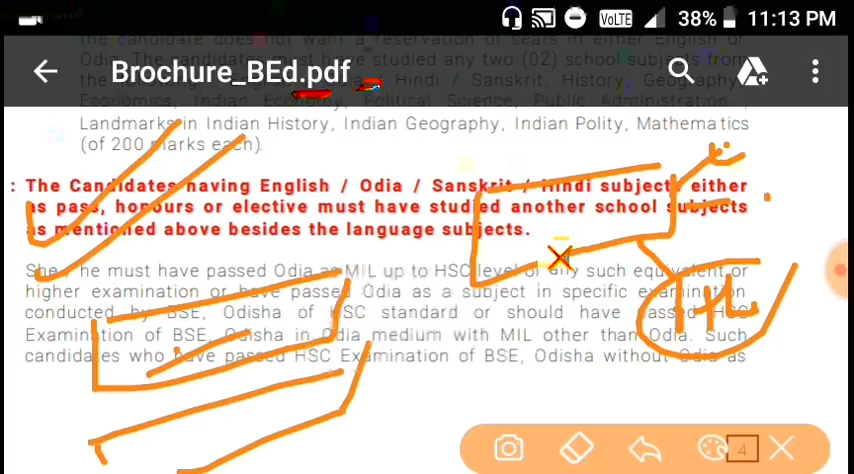 VoLTE 38% 11:13 PM
Brochure_BEd.pdf
the candidate does not want a reservation of seats in either English or
Odia. The candidate must have studied any two (02) school subjects from
the Hindi / Sanskrit, History, Geography,
Economics, Indian Economy, Political Science, Public Administration,
Landmarks in Indian History, Indian Geography, Indian Polity, Mathematics
(of 200 marks each).
: The Candidates having English / Odia / Sanskrit / Hindi subjects either
as pass, honours or elective must have studied another school subjects
as mentioned above besides the language subjects.
She / he must have passed Odia as MIL up to HSC level or any such equivalent or
higher examination or have passed Odia as a subject in specific examination
conducted by BSE, Odisha of HSC standard or should have passed HSC
Examination of BSE, Odisha in Odia medium with MIL other than Odia. Such
candidates who have passed HSC Examination of BSE, Odisha without Odia as
4